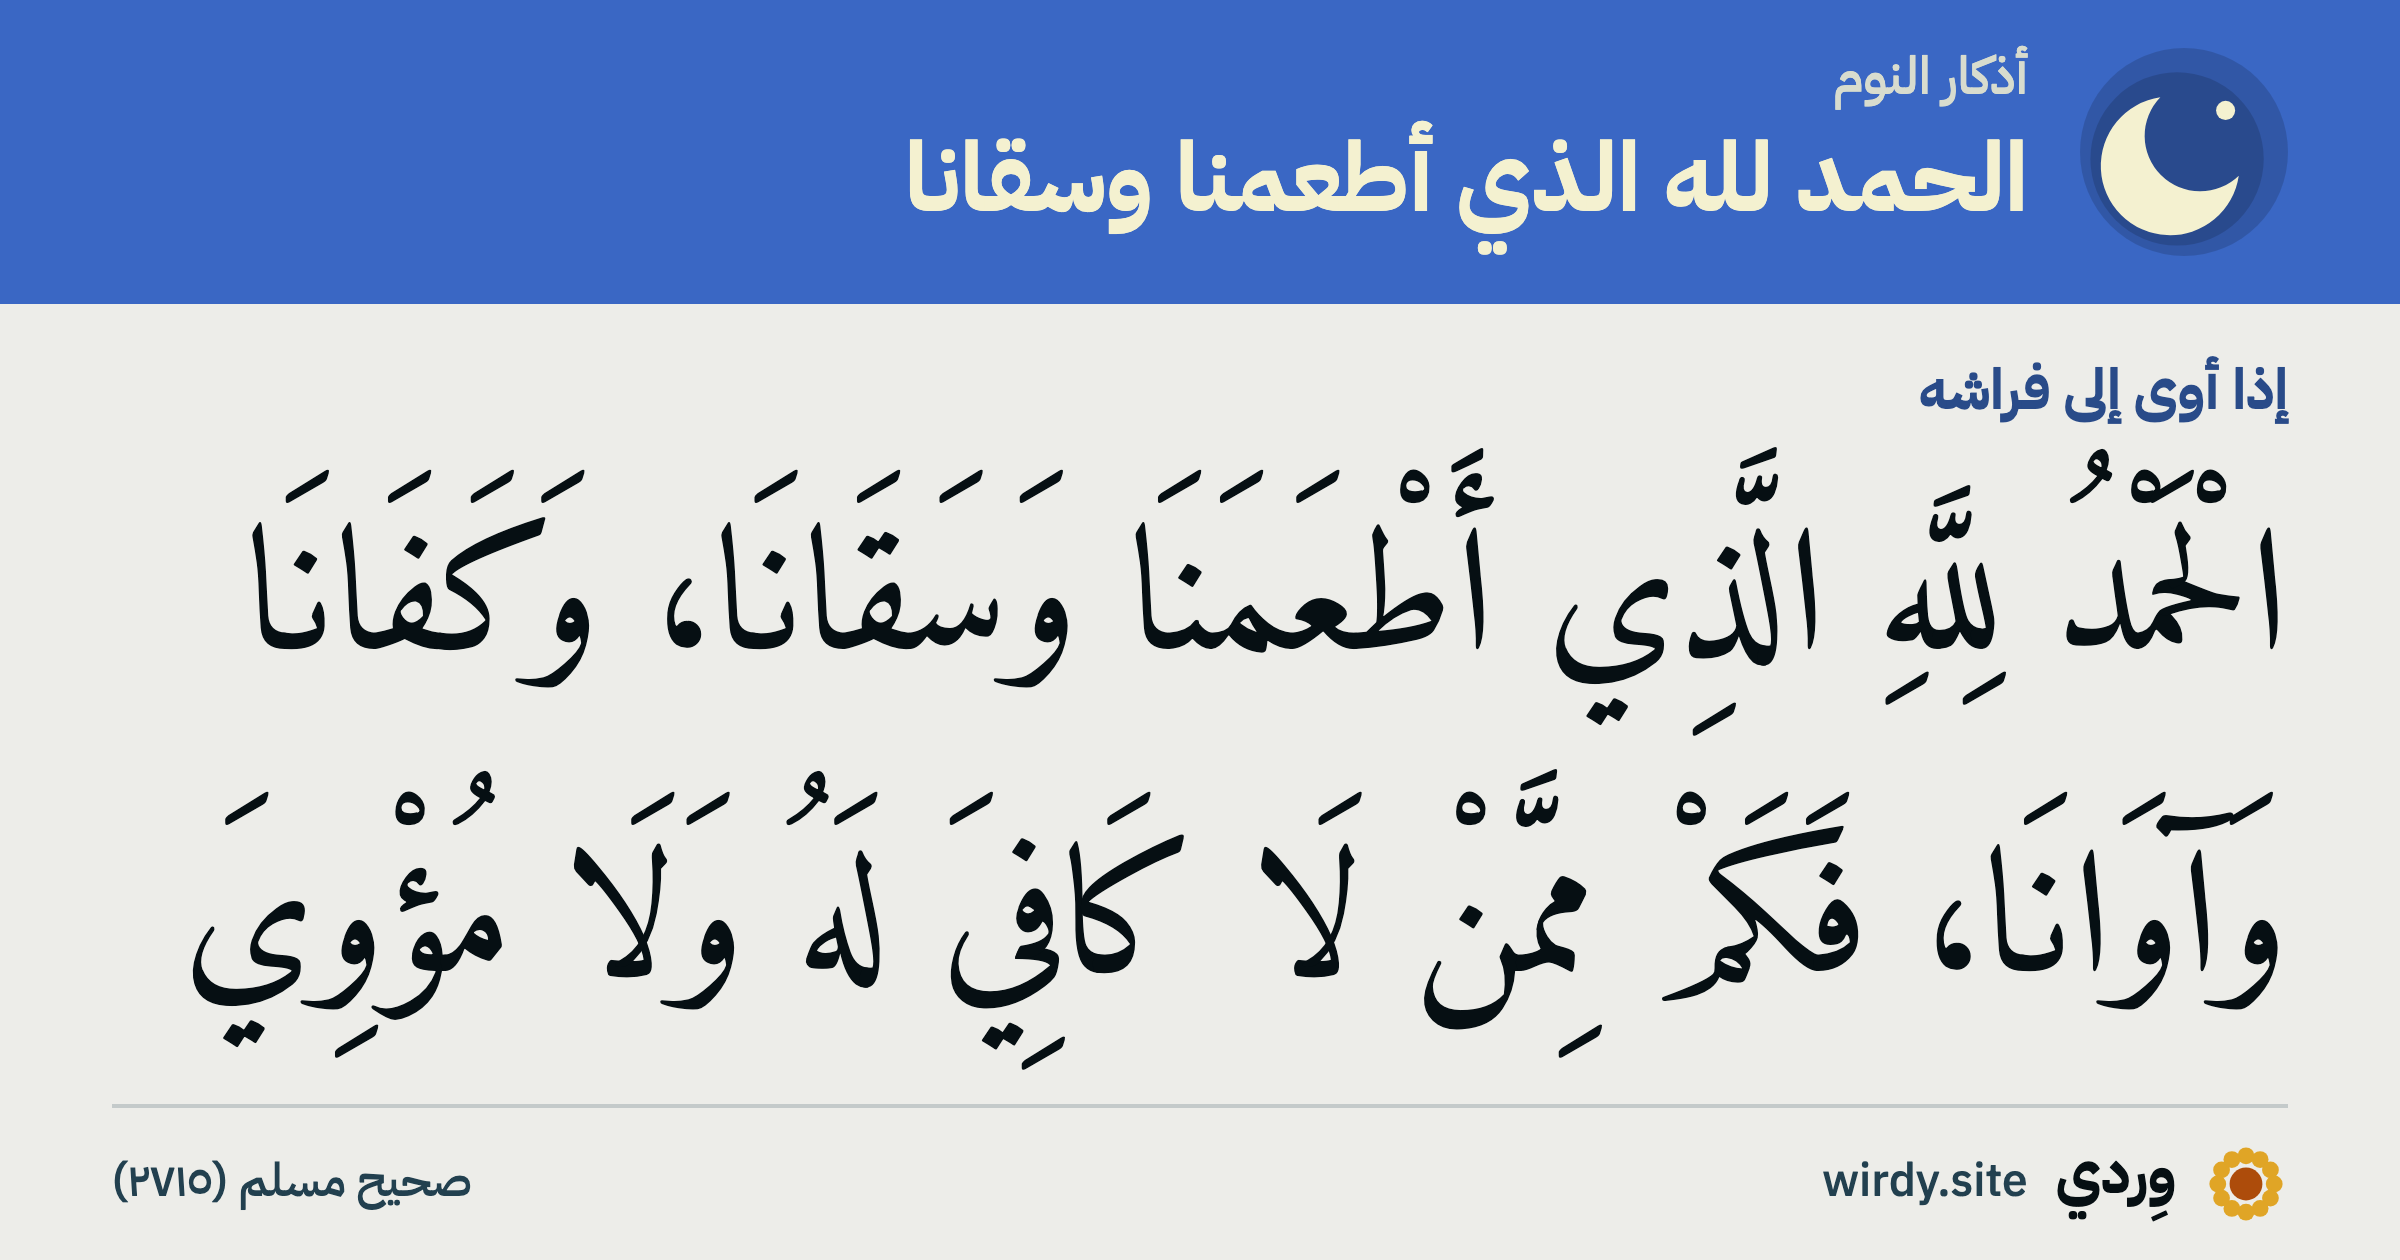 أذكار النوم
الحمد لله الذي أطعمنا وسقانا
إذا أوى إلى فراشه
الْحَمْدُ لِلَّهِ الَّذِي أَطْعَمَنَا وَسَقَانَا، وَكَفَانَا
وَآوَانَا، فَكَمْ مِمَّنْ لَا كَافِيَ لَهُ وَلَا مُؤْوِيَ
وِردي wirdy.site
صحيح مسلم (٢٧١٥)